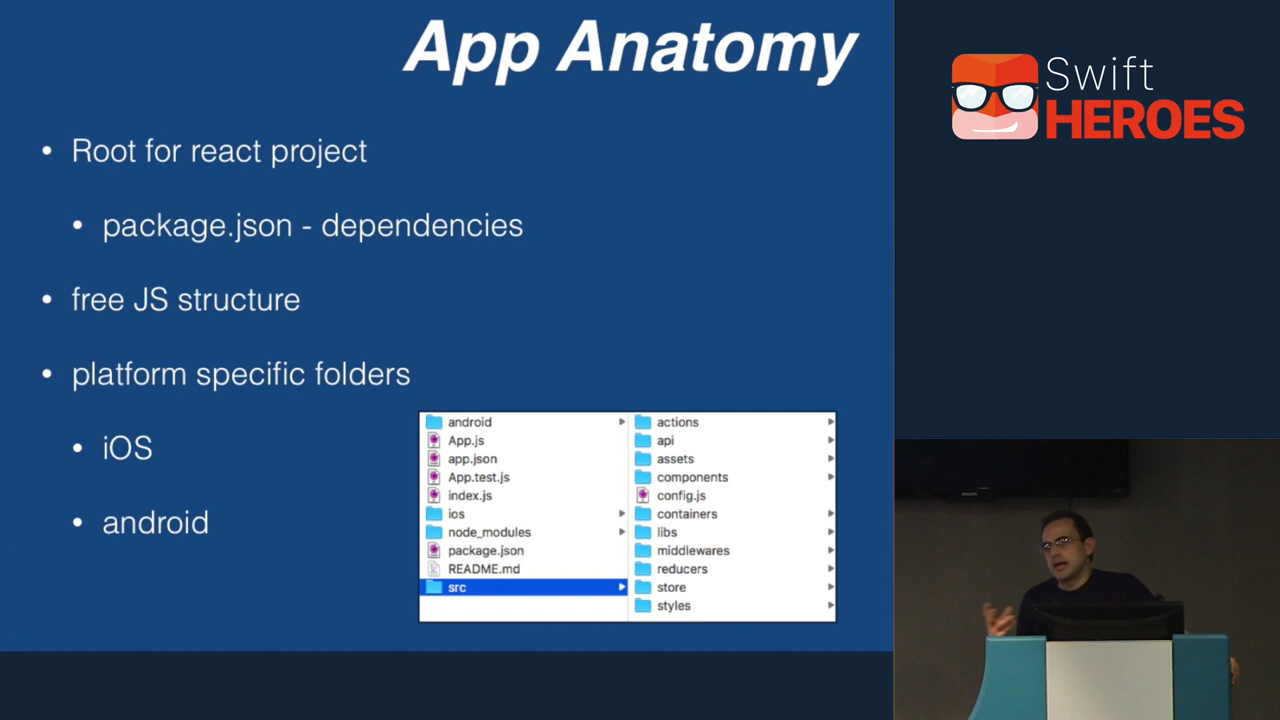 App Anatomy
Swift
HEROES
• Root for react project
• package.json - dependencies
• free JS structure
• platform specific folders
• iOS
• android
android
App.js
app.json
App.test.js
index.js
ios
node_modules
package.json
README.md
src
actions
api
assets
components
config.js
containers
libs
middlewares
reducers
store
styles